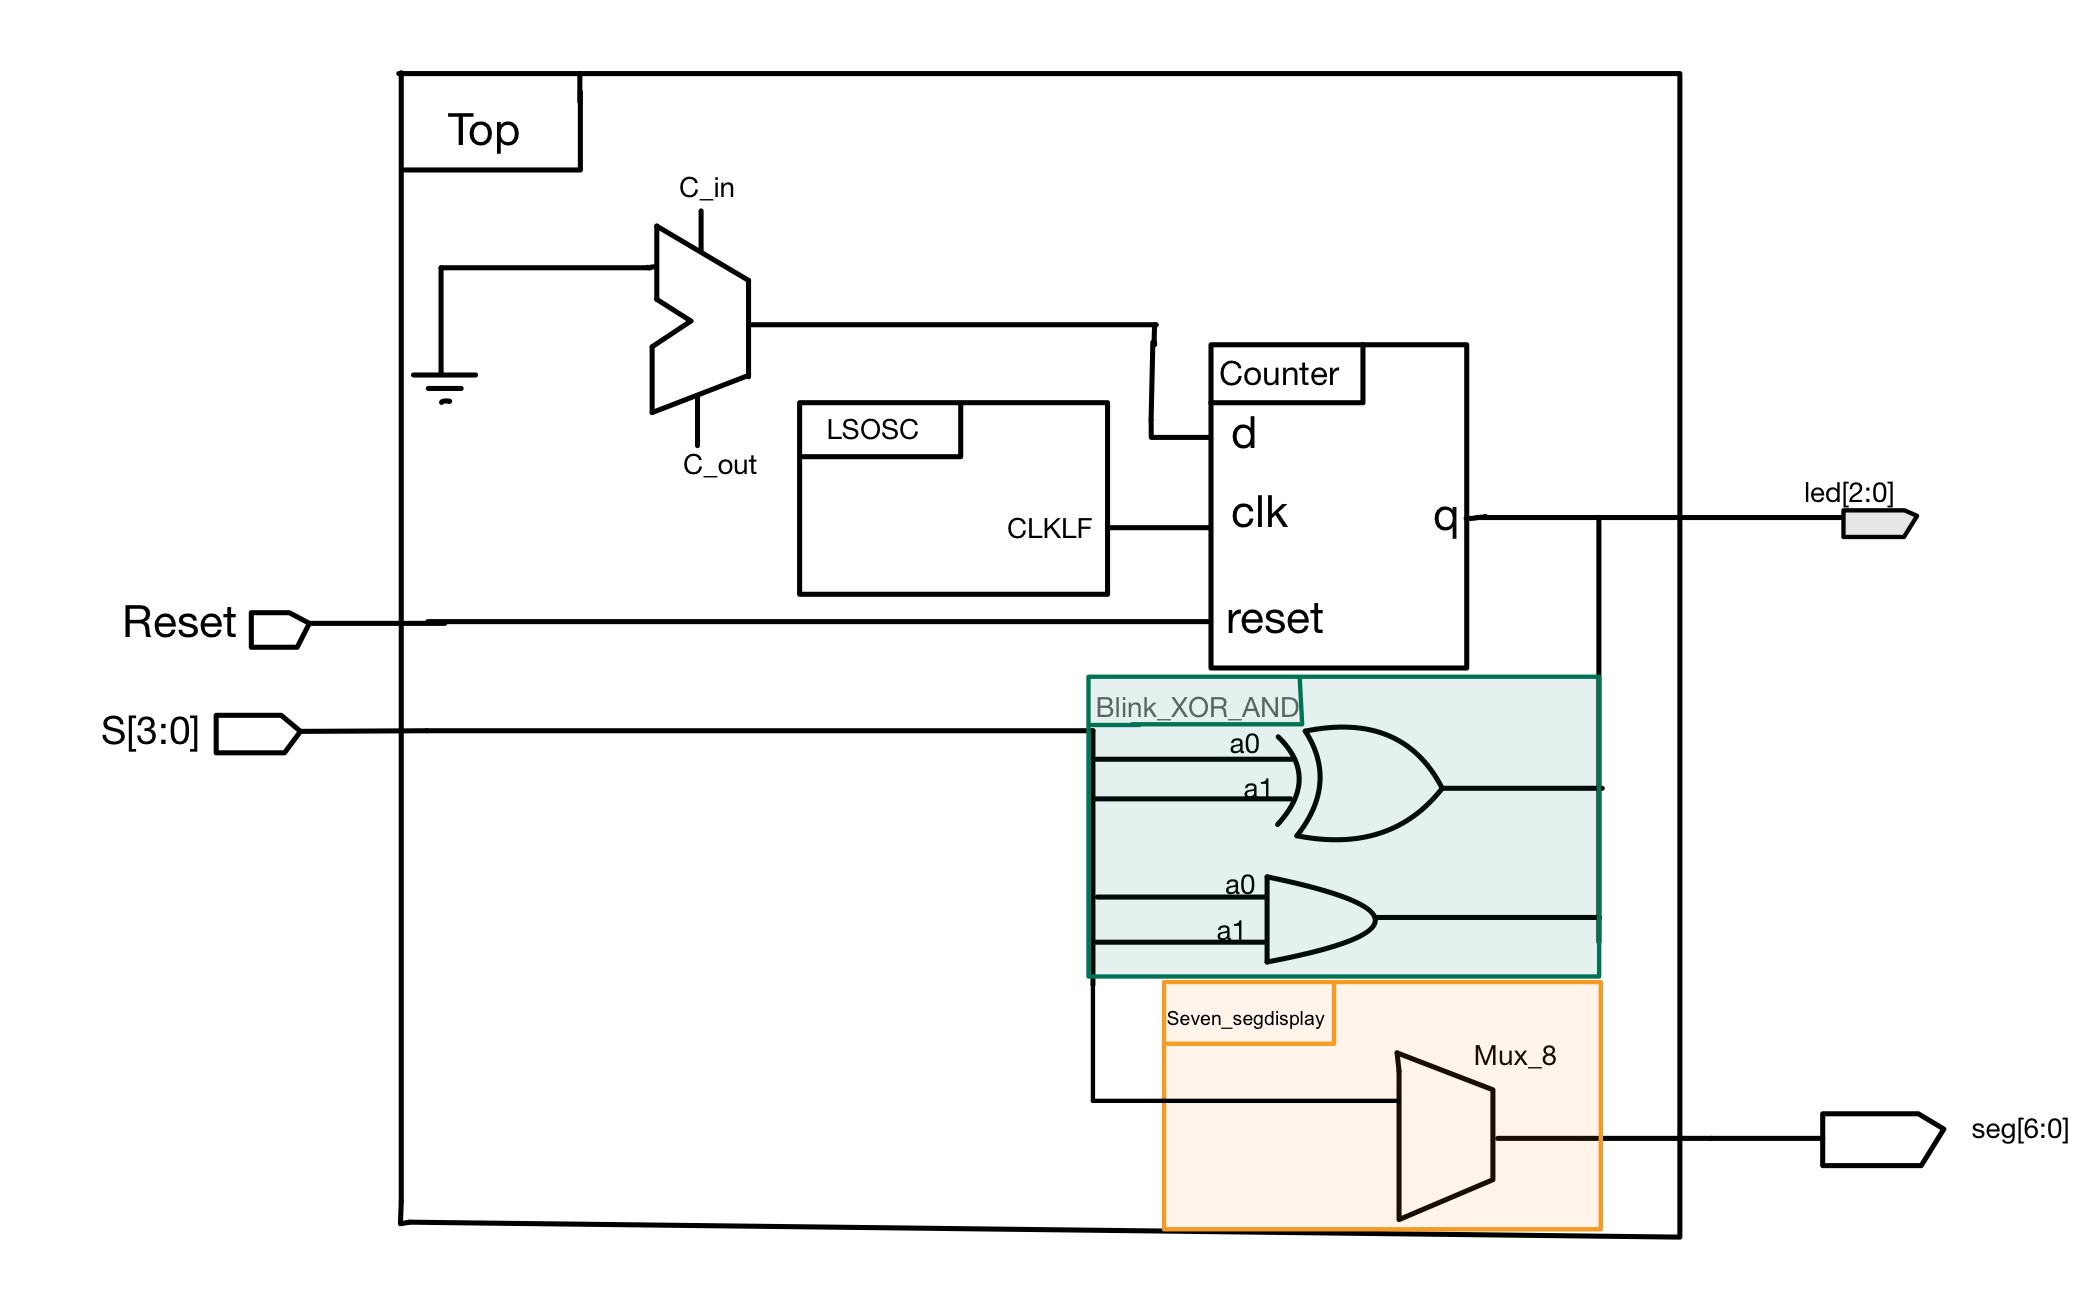 Top
C_in
C_out
LSOSC
CLKLF
Counter
d
clk
q
reset
led[2:0]
Reset
S[3:0]
Blink_XOR_AND
a0
a1
a0
a1
Seven_segdisplay
Mux_8
seg[6:0]